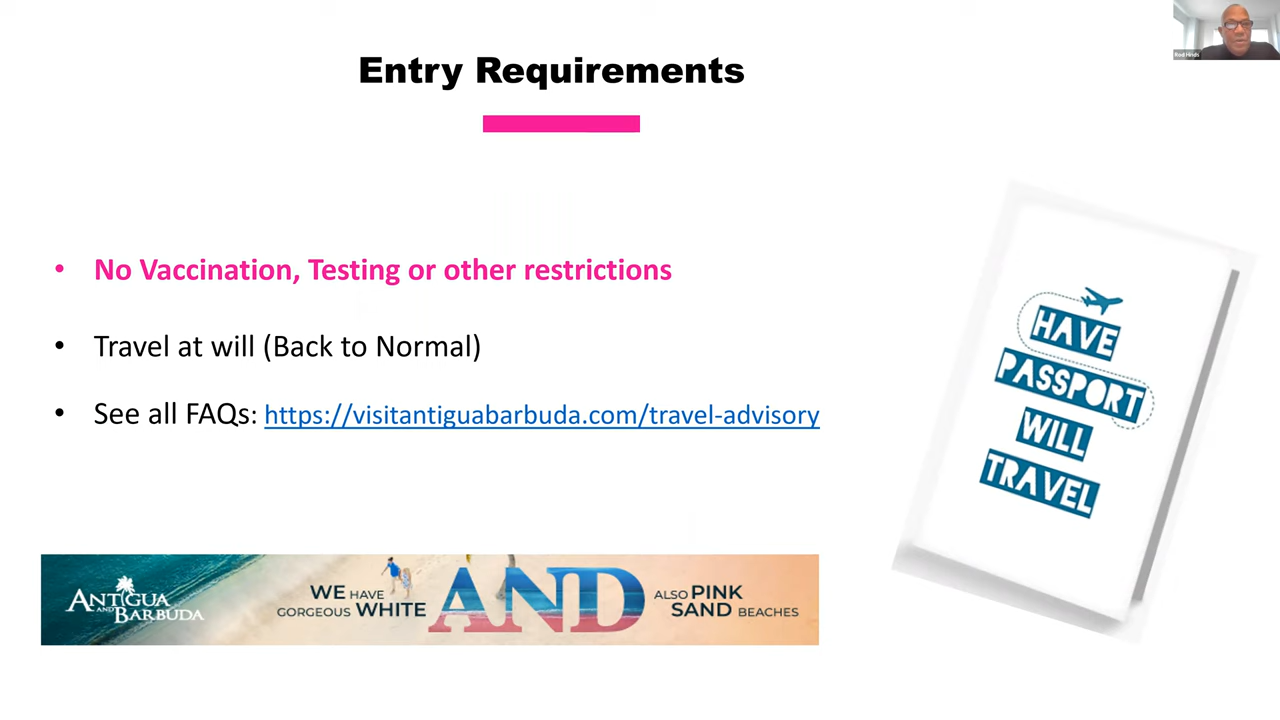 Entry Requirements
Rod Hinds
• No Vaccination, Testing or other restrictions
• Travel at will (Back to Normal)
• See all FAQs: https://visitantiguabarbuda.com/travel-advisory
HAVE
PASSPORT
WILL
TRAVEL
ANTIGUA
AND BARBUDA
WE HAVE
GORGEOUS WHITE
AND
ALSO PINK
SAND BEACHES